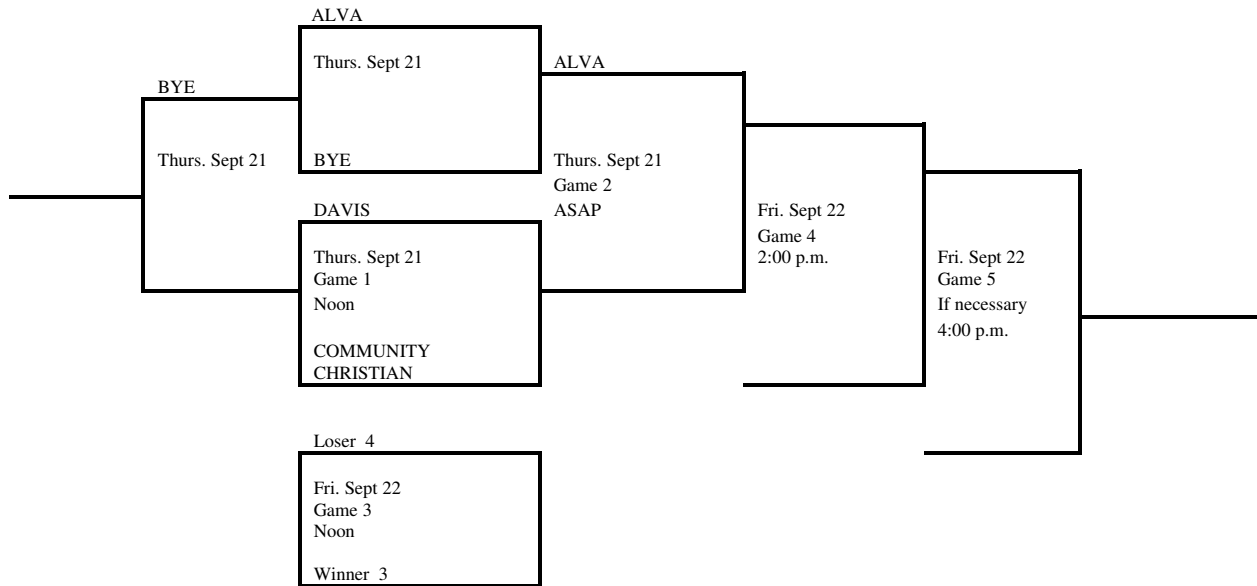 ALVA
Thurs. Sept 21
ALVA
BYE
Thurs. Sept 21
BYE
Thurs. Sept 21
Game 2
ASAP
DAVIS
Fri. Sept 22
Game 4
2:00 p.m.
Thurs. Sept 21
Game 1
Noon
Fri. Sept 22
Game 5
If necessary
4:00 p.m.
COMMUNITY
CHRISTIAN
Loser 4
Fri. Sept 22
Game 3
Noon
Winner 3